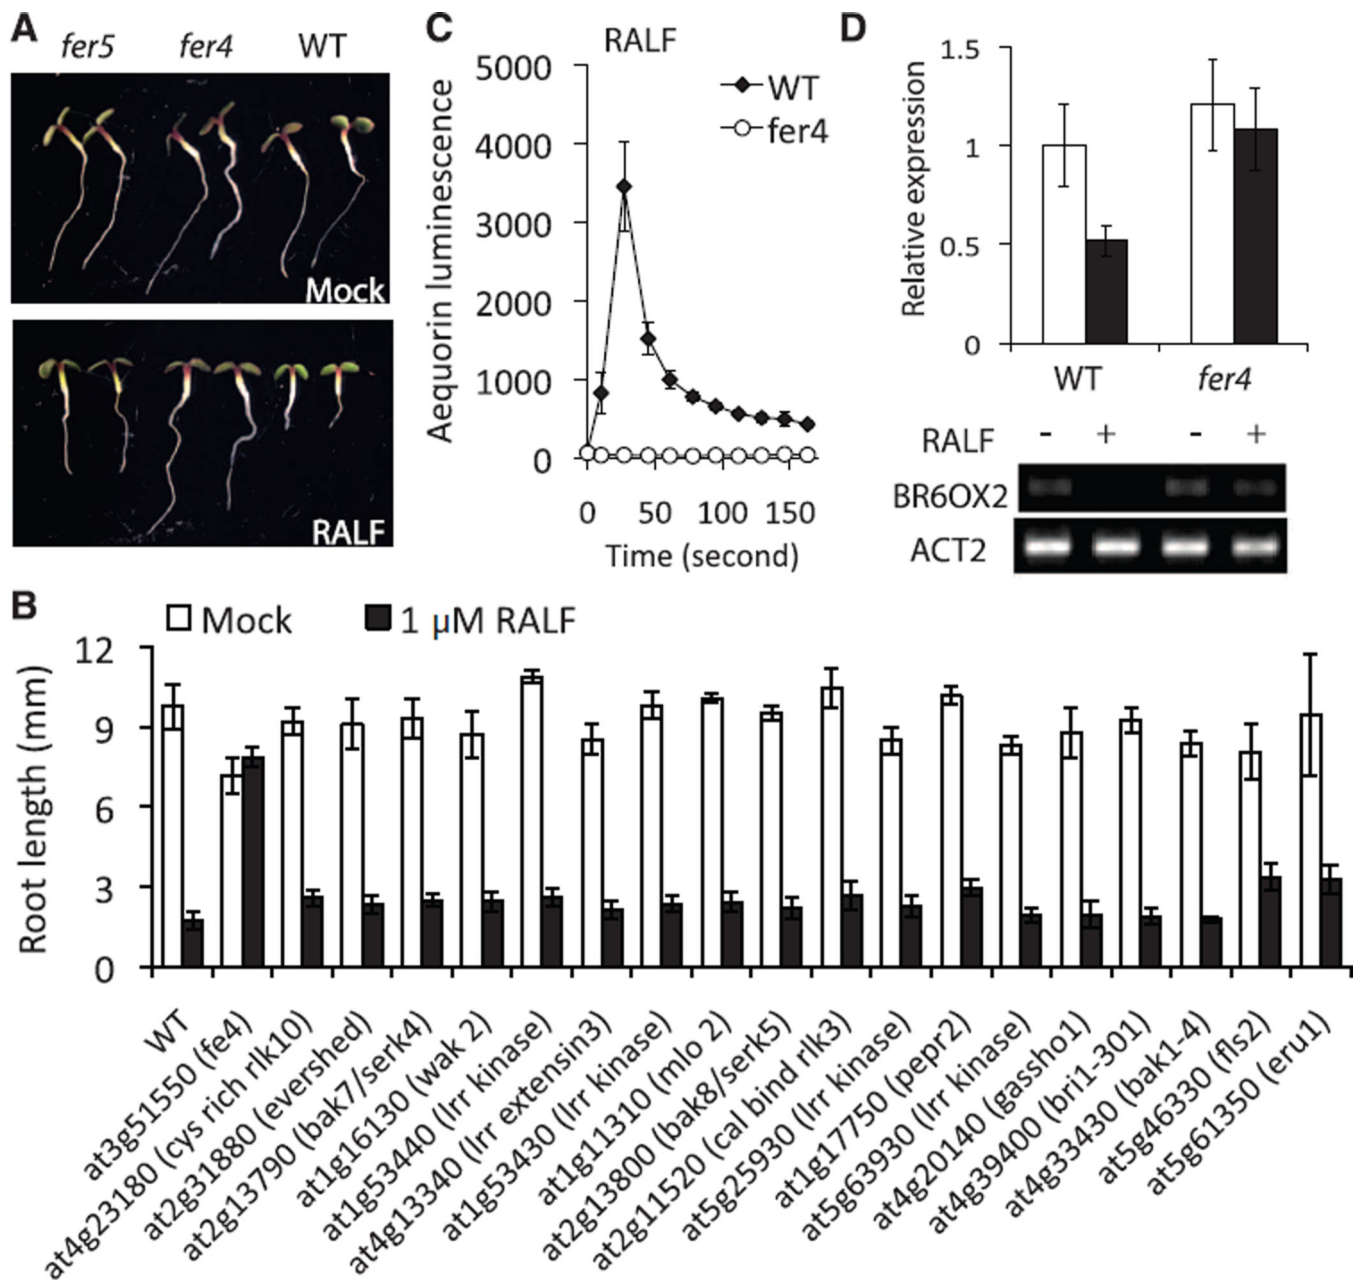 A
fer5 fer4 WT
Mock
RALF
C
RALF
WT
fer4
Aequorin luminescence
5000
4000
3000
2000
1000
0
0 50 100 150
Time (second)
D
Relative expression
1.5
1
0.5
0
WT fer4
RALF - + - +
BR6OX2
ACT2
B
Mock 1 µM RALF
Root length (mm)
12
9
6
3
0
WT
at3g51550 (fe4)
at4g23180 (cys rich rlk10)
at2g31880 (evershed)
at2g13790 (bak7/serk4)
at1g16130 (wak 2)
at1g53440 (lrr kinase)
at4g13340 (lrr extensin3)
at1g53430 (lrr kinase)
at1g11310 (mlo 2)
at2g13800 (bak8/serk5)
at2g11520 (cal bind rlk3)
at5g25930 (lrr kinase)
at1g17750 (pepr2)
at5g63930 (lrr kinase)
at4g20140 (gassho1)
at4g39400 (bri1-301)
at4g33430 (bak1-4)
at5g46330 (fls2)
at5g61350 (eru1)